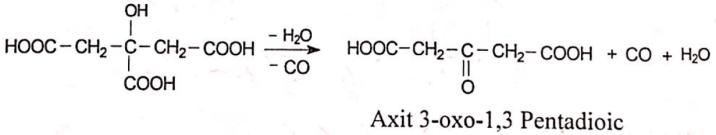 OH
HOOC-CH2-C-CH2-COOH - H2O HOOC-CH2-C-CH2-COOH + CO + H2O
COOH - CO O
Axit 3-oxo-1,3 Pentadioic